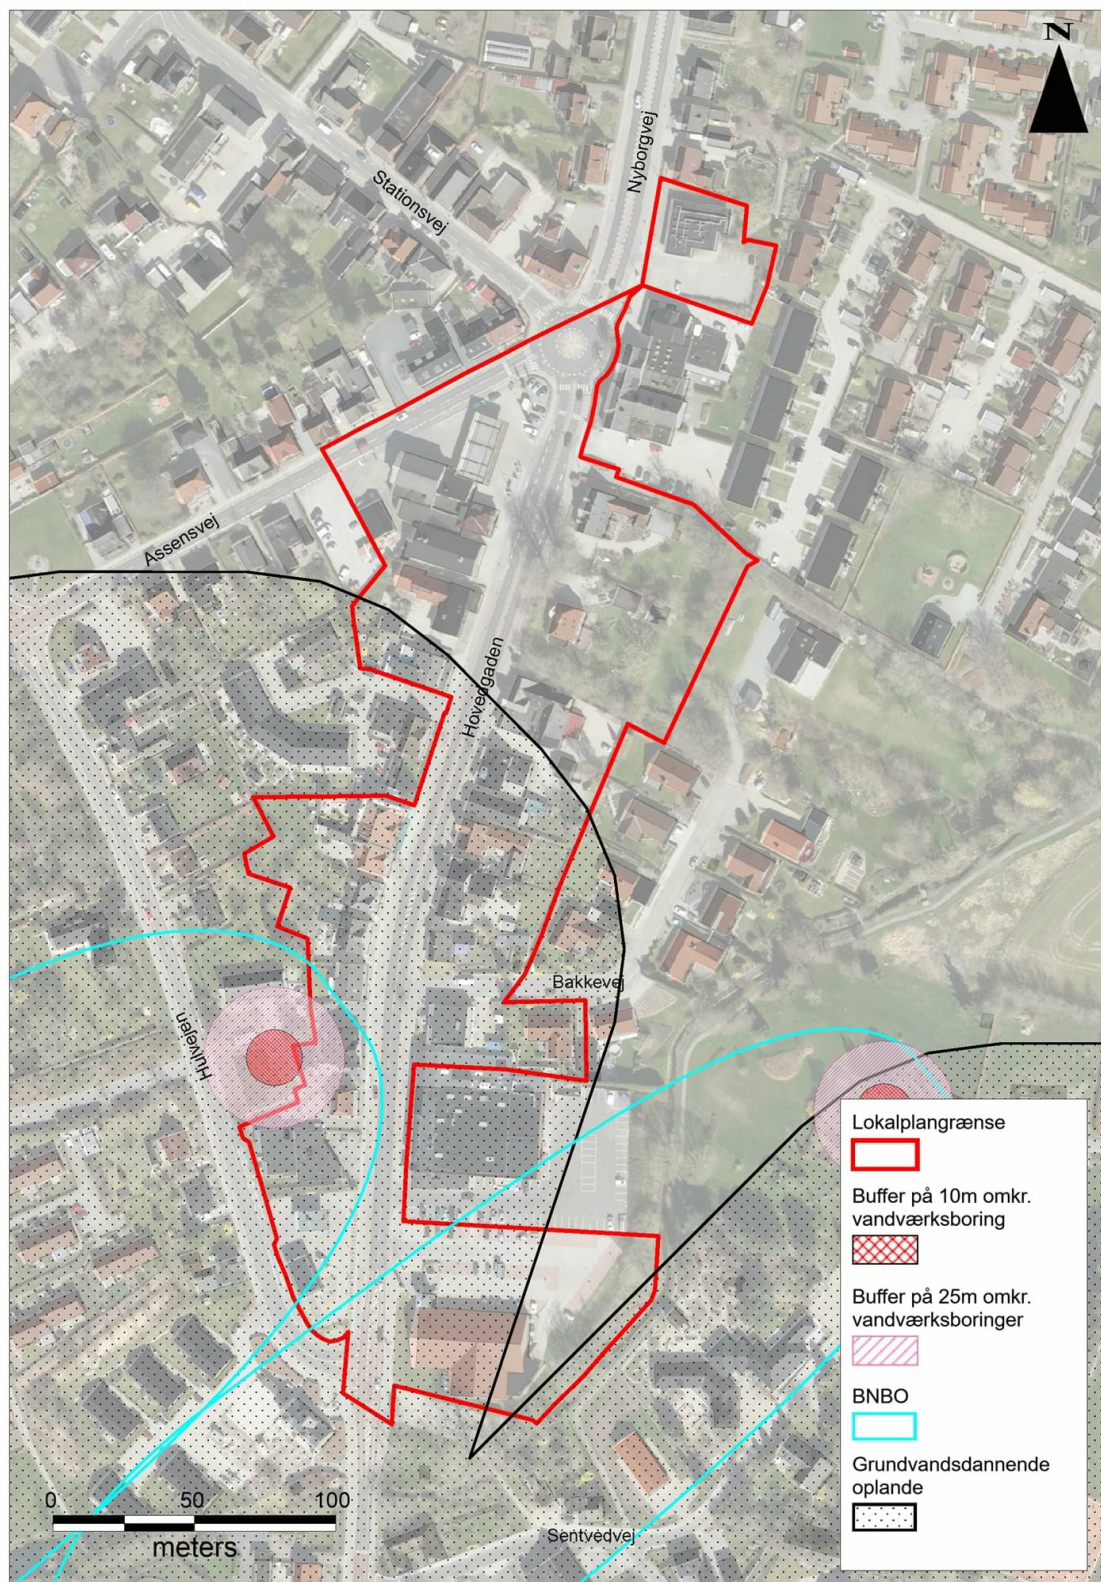 N
Nyborgvej
Stationsvej
Assensvej
Hovedgaden
Bakkevej
Hulvejen
Lokalplangrænse
Buffer på 10m omkr.
vandværksboring
Buffer på 25m omkr.
vandværksboringer
BNBO
Grundvandsdannende
oplande
0 50 100
meters
Sentvedvej